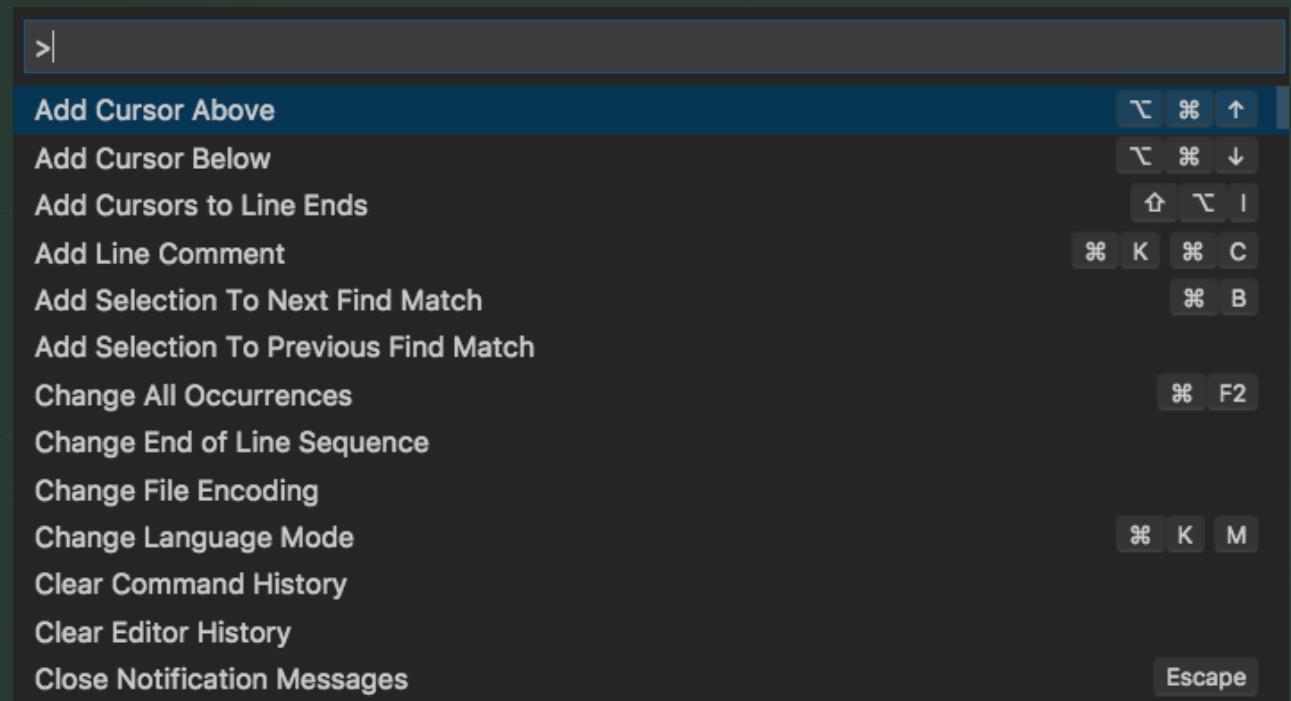 >
Add Cursor Above ⌥ ⌘ ↑
Add Cursor Below ⌥ ⌘ ↓
Add Cursors to Line Ends ⇧ ⌥ I
Add Line Comment ⌘ K ⌘ C
Add Selection To Next Find Match ⌘ B
Add Selection To Previous Find Match
Change All Occurrences ⌘ F2
Change End of Line Sequence
Change File Encoding
Change Language Mode ⌘ K M
Clear Command History
Clear Editor History
Close Notification Messages Escape